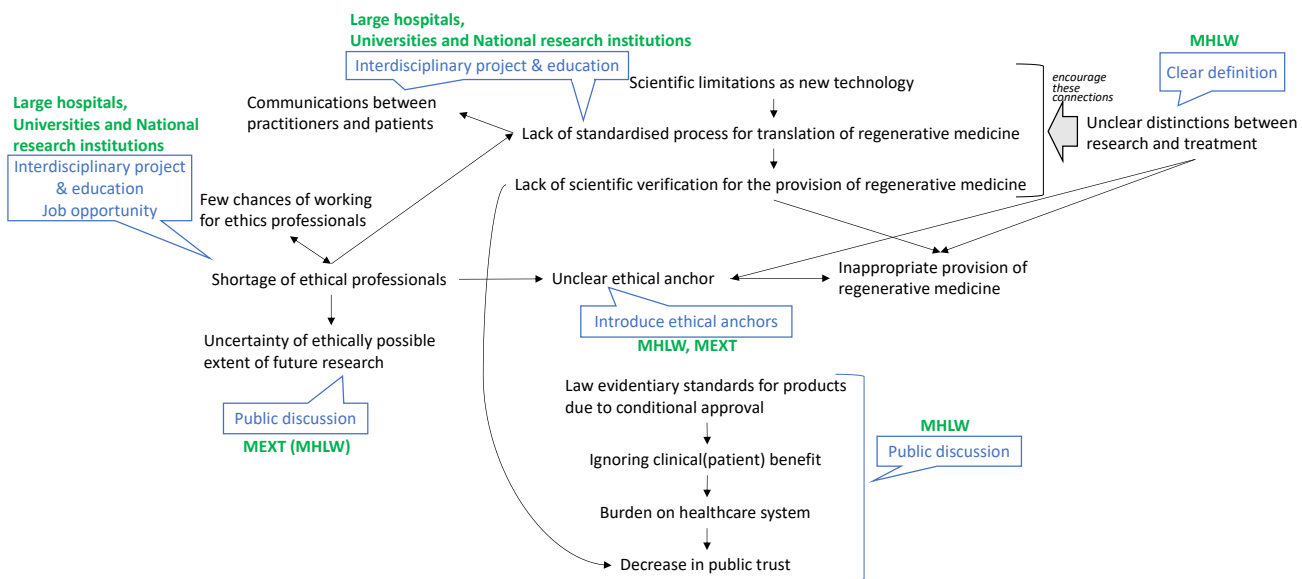 Large hospitals,
Universities and National research institutions
Interdisciplinary project & education
MHLW
Clear definition
Scientific limitations as new technology
encourage
these
connections
Communications between
practitioners and patients
Lack of standardised process for translation of regenerative medicine
Unclear distinctions between
research and treatment
Large hospitals,
Universities and National
research institutions
Interdisciplinary project
& education
Job opportunity
Lack of scientific verification for the provision of regenerative medicine
Few chances of working
for ethics professionals
Shortage of ethical professionals
Unclear ethical anchor
Inappropriate provision of
regenerative medicine
Introduce ethical anchors
MHLW, MEXT
Uncertainty of ethically possible
extent of future research
Public discussion
MEXT (MHLW)
Law evidentiary standards for products
due to conditional approval
MHLW
Public discussion
Ignoring clinical(patient) benefit
Burden on healthcare system
Decrease in public trust